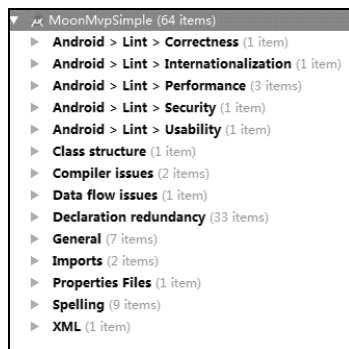 MoonMvpSimple (64 items)
Android > Lint > Correctness (1 item)
Android > Lint > Internationalization (1 item)
Android > Lint > Performance (3 items)
Android > Lint > Security (1 item)
Android > Lint > Usability (1 item)
Class structure (1 item)
Compiler issues (2 items)
Data flow issues (1 item)
Declaration redundancy (33 items)
General (7 items)
Imports (2 items)
Properties Files (1 item)
Spelling (9 items)
XML (1 item)